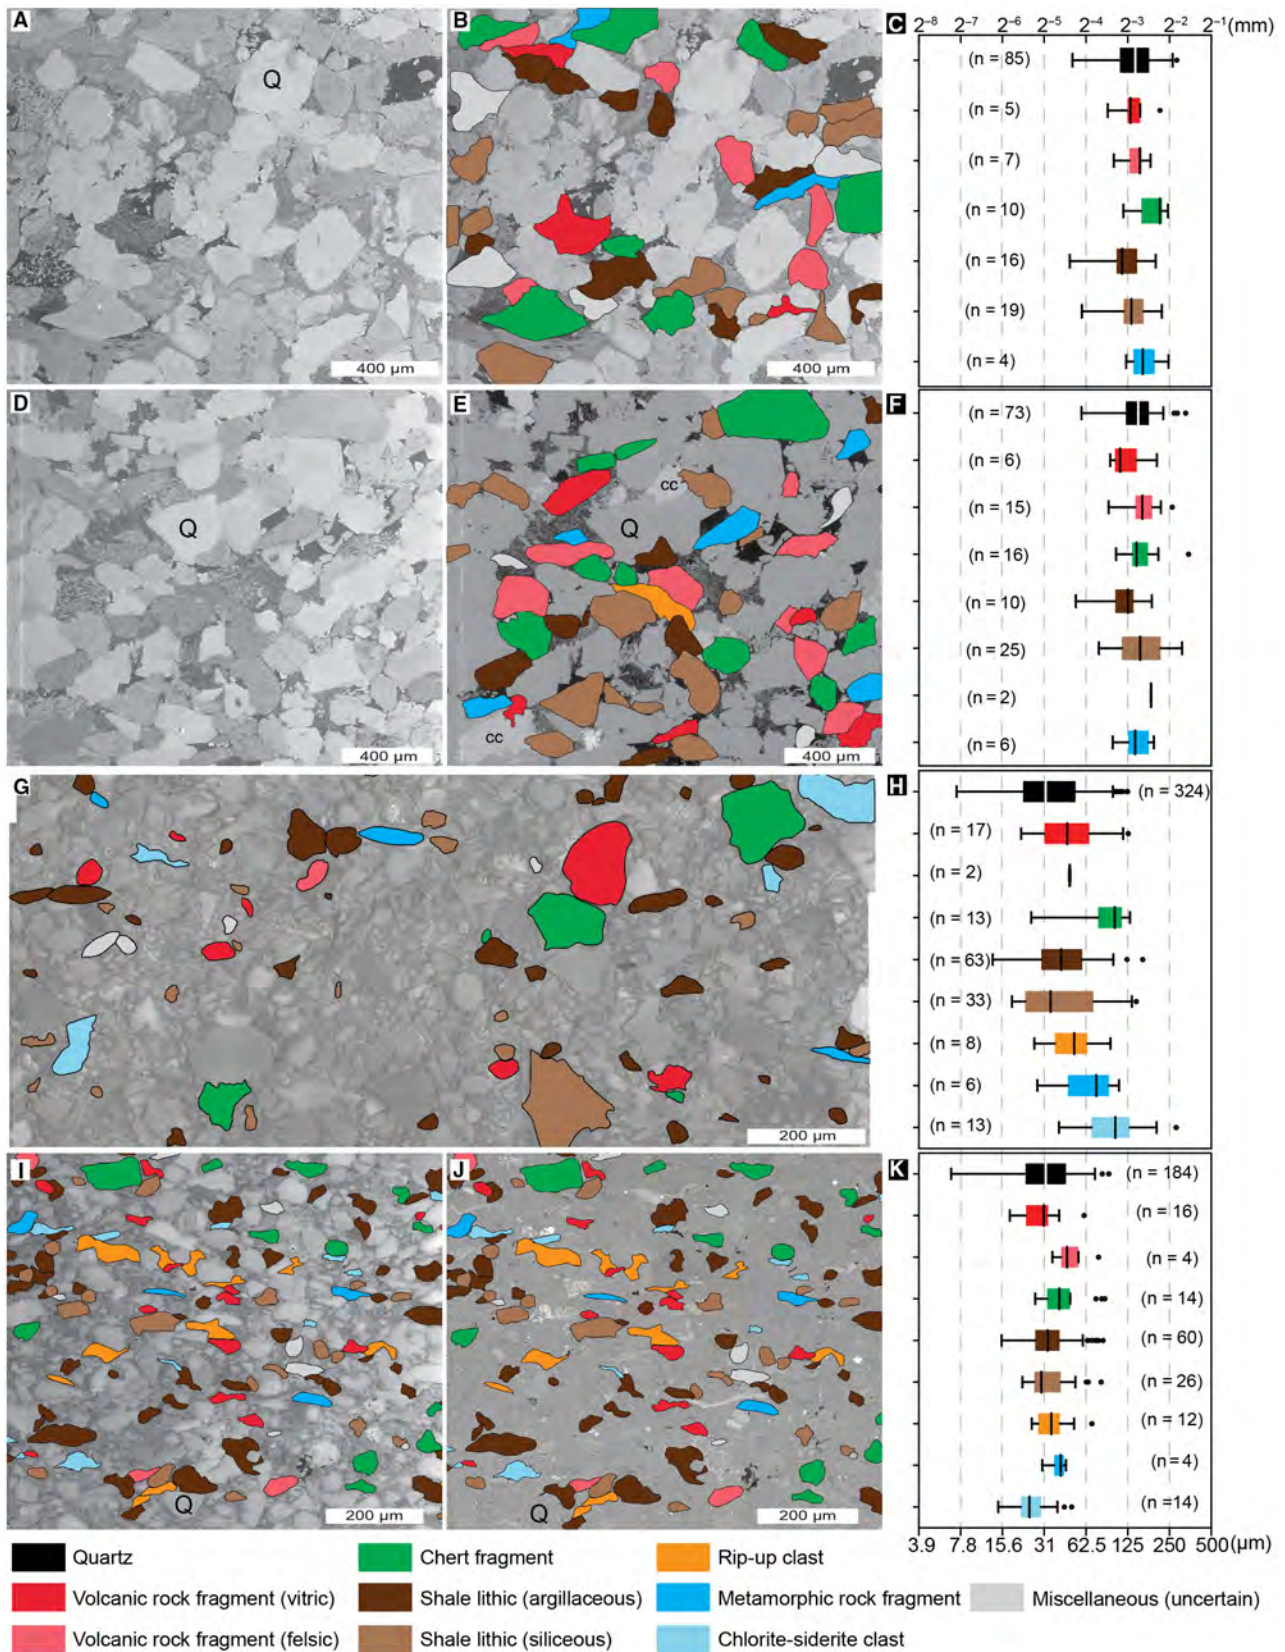 A
Q
400 µm
B
400 µm
C
2⁻⁸ 2⁻⁷ 2⁻⁶ 2⁻⁵ 2⁻⁴ 2⁻³ 2⁻² 2⁻¹ (mm)
(n = 85)
(n = 5)
(n = 7)
(n = 10)
(n = 16)
(n = 19)
(n = 4)
D
Q
400 µm
E
cc
Q
cc
400 µm
F
(n = 73)
(n = 6)
(n = 15)
(n = 16)
(n = 10)
(n = 25)
(n = 2)
(n = 6)
G
200 µm
H
(n = 324)
(n = 17)
(n = 2)
(n = 13)
(n = 63)
(n = 33)
(n = 8)
(n = 6)
(n = 13)
I
Q
200 µm
J
Q
200 µm
K
(n = 184)
(n = 16)
(n = 4)
(n = 14)
(n = 60)
(n = 26)
(n = 12)
(n = 4)
(n =14)
3.9 7.8 15.6 31 62.5 125 250 500 (µm)
Quartz
Chert fragment
Rip-up clast
Volcanic rock fragment (vitric)
Shale lithic (argillaceous)
Metamorphic rock fragment
Miscellaneous (uncertain)
Volcanic rock fragment (felsic)
Shale lithic (siliceous)
Chlorite-siderite clast